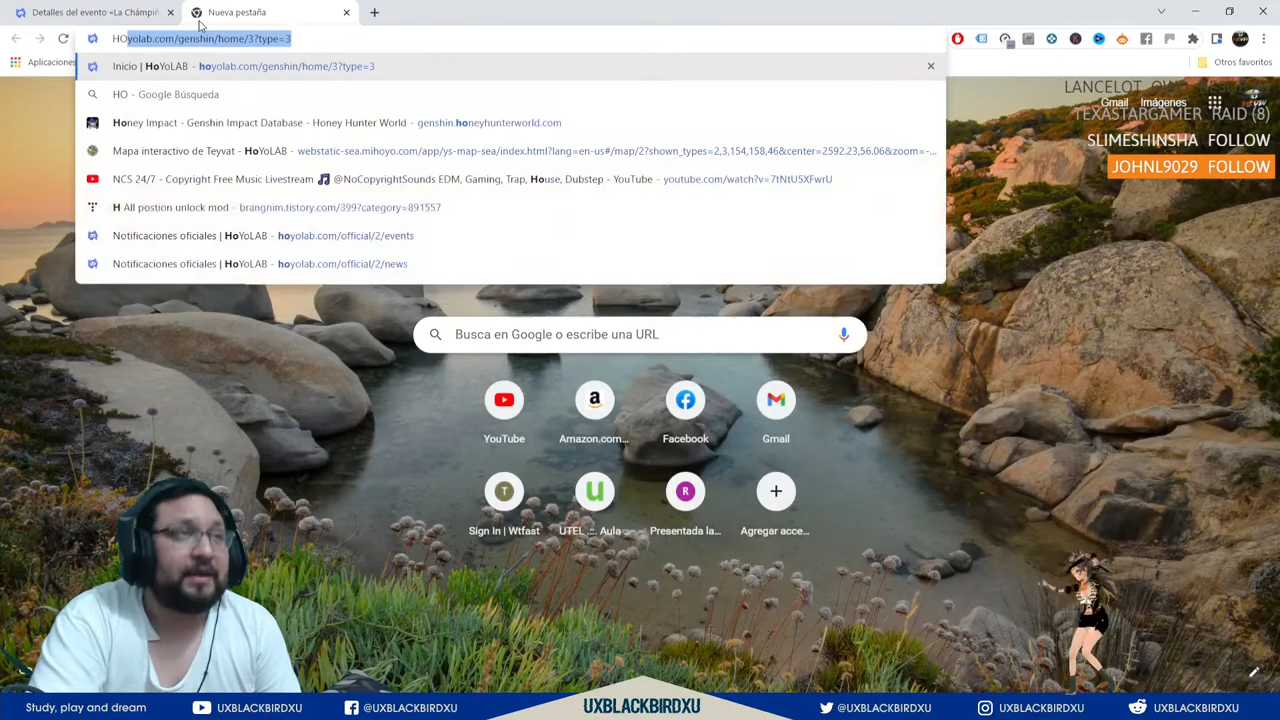 Detalles del evento «La Chámpiñ
Nueva pestaña
HOyolab.com/genshin/home/3?type=3
Inicio | HoYoLAB - hoyolab.com/genshin/home/3?type=3
HO - Google Búsqueda
Honey Impact - Genshin Impact Database - Honey Hunter World - genshin.honeyhunterworld.com
Mapa interactivo de Teyvat - HoYoLAB - webstatic-sea.mihoyo.com/app/ys-map-sea/index.html?lang=en-us#/map/2?shown_types=2,3,154,158,46&center=2592.23,56.06&zoom=-...
NCS 24/7 - Copyright Free Music Livestream 🎵 @NoCopyrightSounds EDM, Gaming, Trap, House, Dubstep - YouTube - youtube.com/watch?v=7tNtU5XFwrU
H-All postion unlock mod - brangnim.tistory.com/399?category=891557
Notificaciones oficiales | HoYoLAB - hoyolab.com/official/2/events
Notificaciones oficiales | HoYoLAB - hoyolab.com/official/2/news
Aplicaciones
Otros favoritos
Gmail Imágenes
TEXASTARGAMER RAID (8)
SLIMESHINSHA FOLLOW
JOHNL9029 FOLLOW
Busca en Google o escribe una URL
YouTube
Amazon.com...
Facebook
Gmail
T
R
Sign In | Wtfast
UTEL .::. Aula ...
Presentada la...
Agregar acce...
Study, play and dream
UXBLACKBIRDXU
@UXBLACKBIRDXU
UXBLACKBIRDXU
@UXBLACKBIRDXU
UXBLACKBIRDXU
UXBLACKBIRDXU